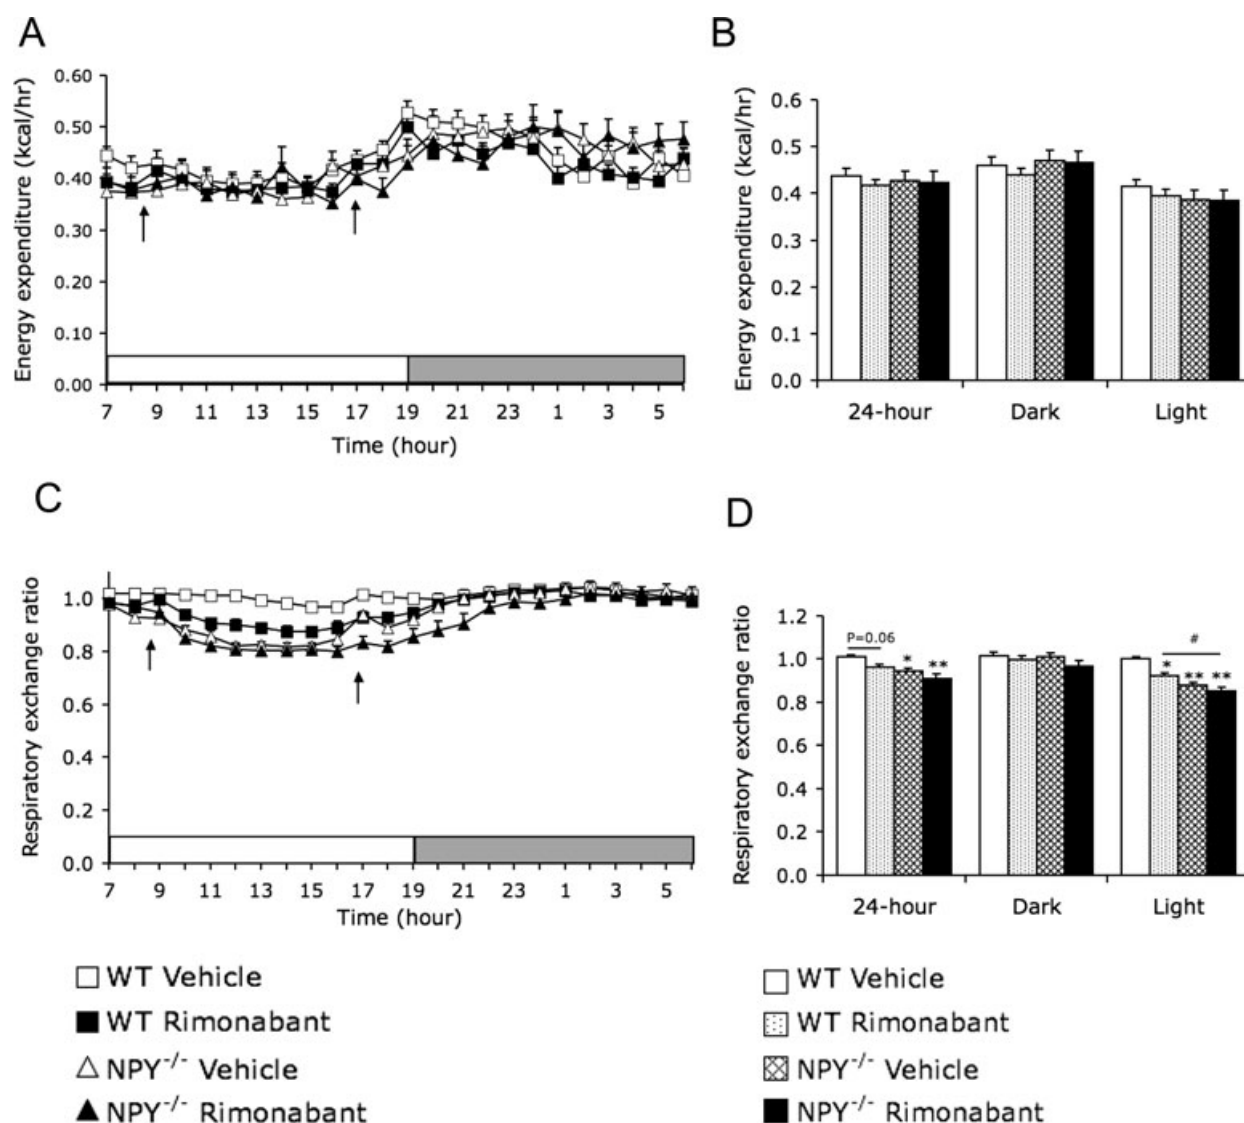 A
Energy expenditure (kcal/hr)
0.60
0.50
0.40
0.30
0.20
0.10
0.00
7 9 11 13 15 17 19 21 23 1 3 5
Time (hour)
B
Energy expenditure (kcal/hr)
0.6
0.5
0.4
0.3
0.2
0.1
0.0
24-hour Dark Light
C
Respiratory exchange ratio
1.0
0.8
0.6
0.4
0.2
0.0
7 9 11 13 15 17 19 21 23 1 3 5
Time (hour)
D
Respiratory exchange ratio
1.2
1.0
0.8
0.6
0.4
0.2
0.0
P=0.06
* **
#
* ** **
24-hour Dark Light
WT Vehicle
WT Rimonabant
NPY-/- Vehicle
NPY-/- Rimonabant
WT Vehicle
WT Rimonabant
NPY-/- Vehicle
NPY-/- Rimonabant